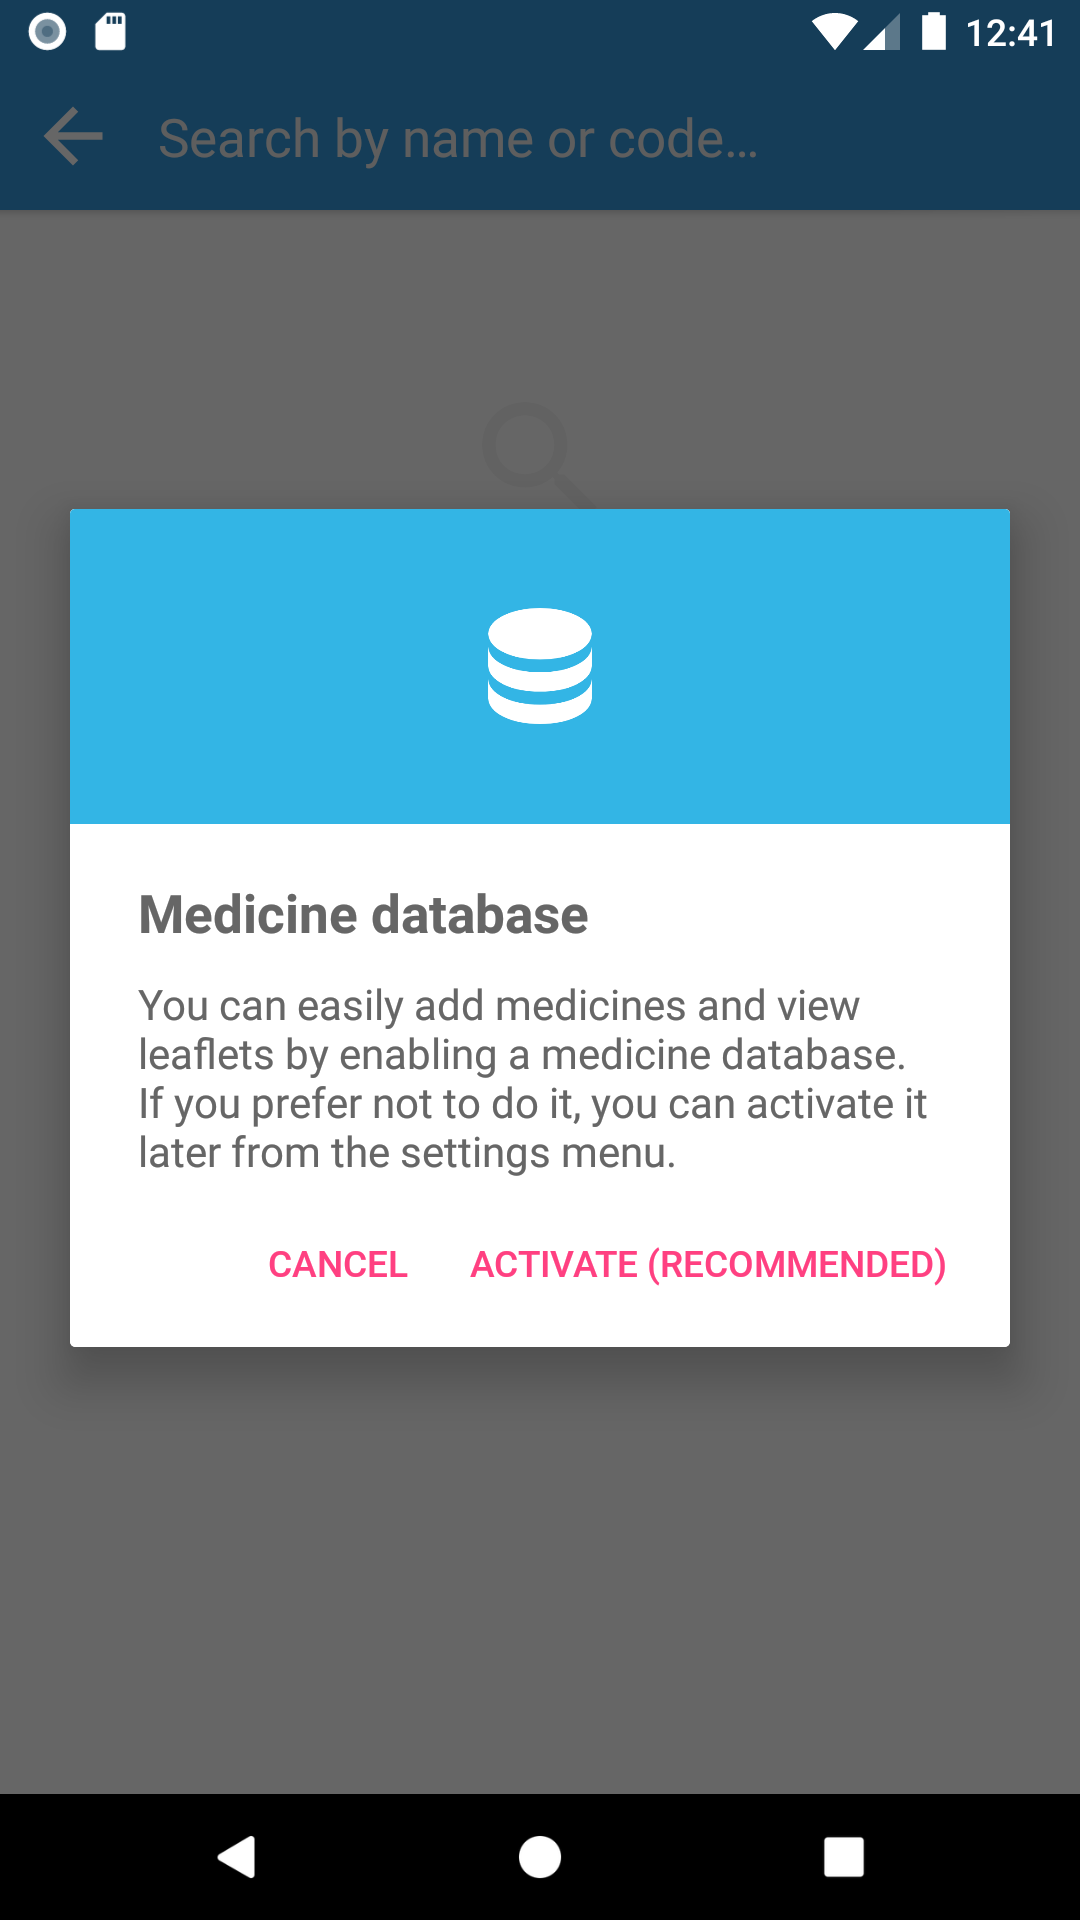 12:41
Search by name or code...
Medicine database
You can easily add medicines and view
leaflets by enabling a medicine database.
If you prefer not to do it, you can activate it
later from the settings menu.
CANCEL ACTIVATE (RECOMMENDED)